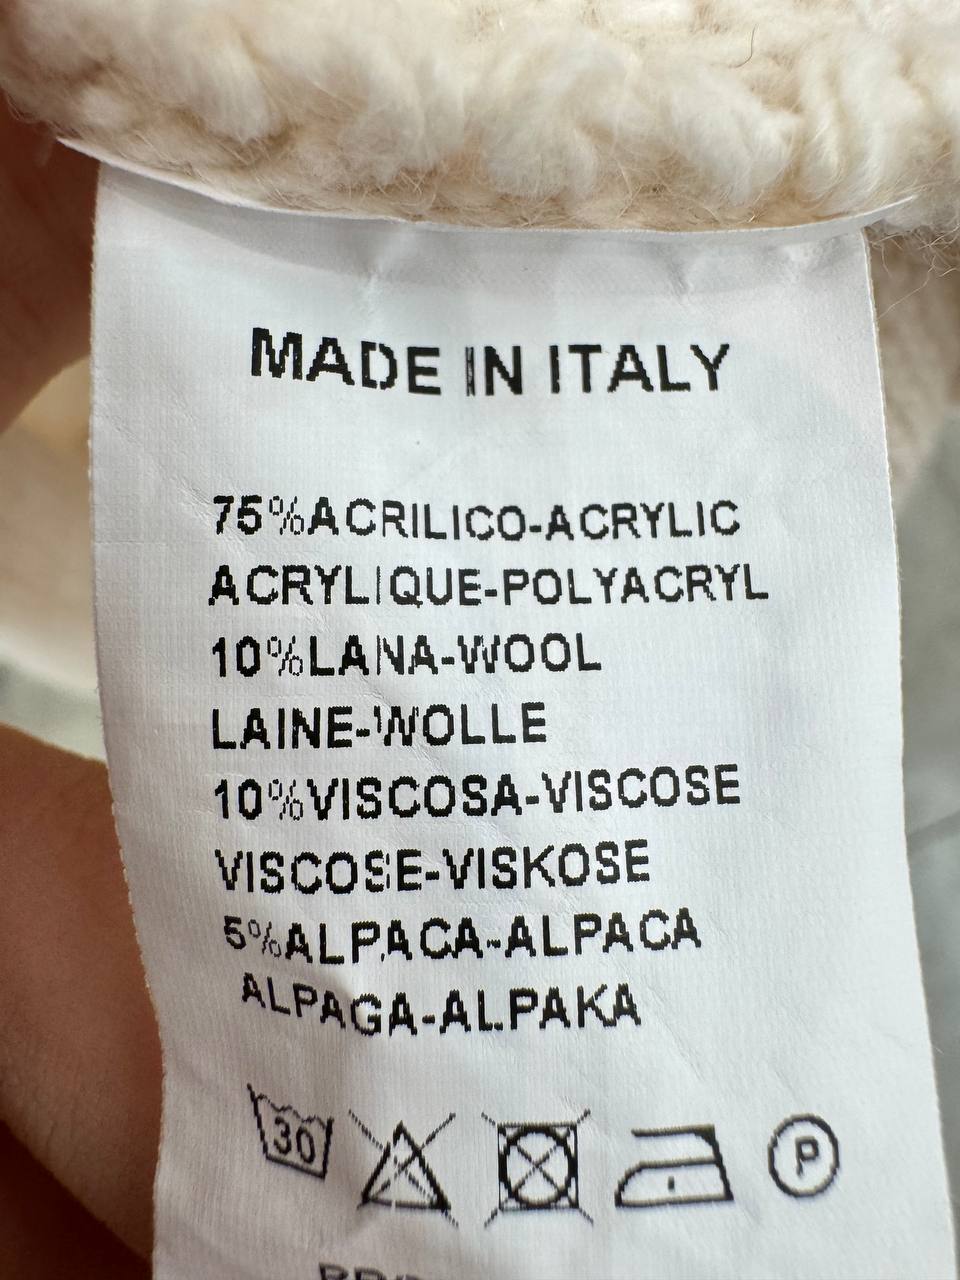 MADE IN ITALY
75%ACRILICO-ACRYLIC
ACRYLIQUE-POLYACRYL
10%LANA-WOOL
LAINE-WOLLE
10%VISCOSA-VISCOSE
VISCOSE-VISKOSE
5%ALPACA-ALPACA
ALPAGA-ALPAKA
30
P